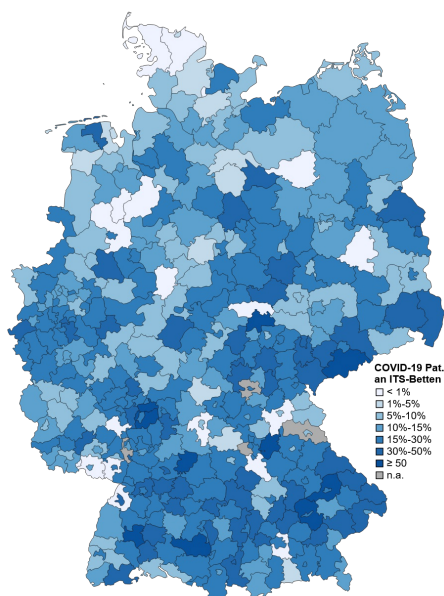 COVID-19 Pat.
an ITS-Betten
< 1%
1%-5%
5%-10%
10%-15%
15%-30%
30%-50%
≥ 50
n.a.